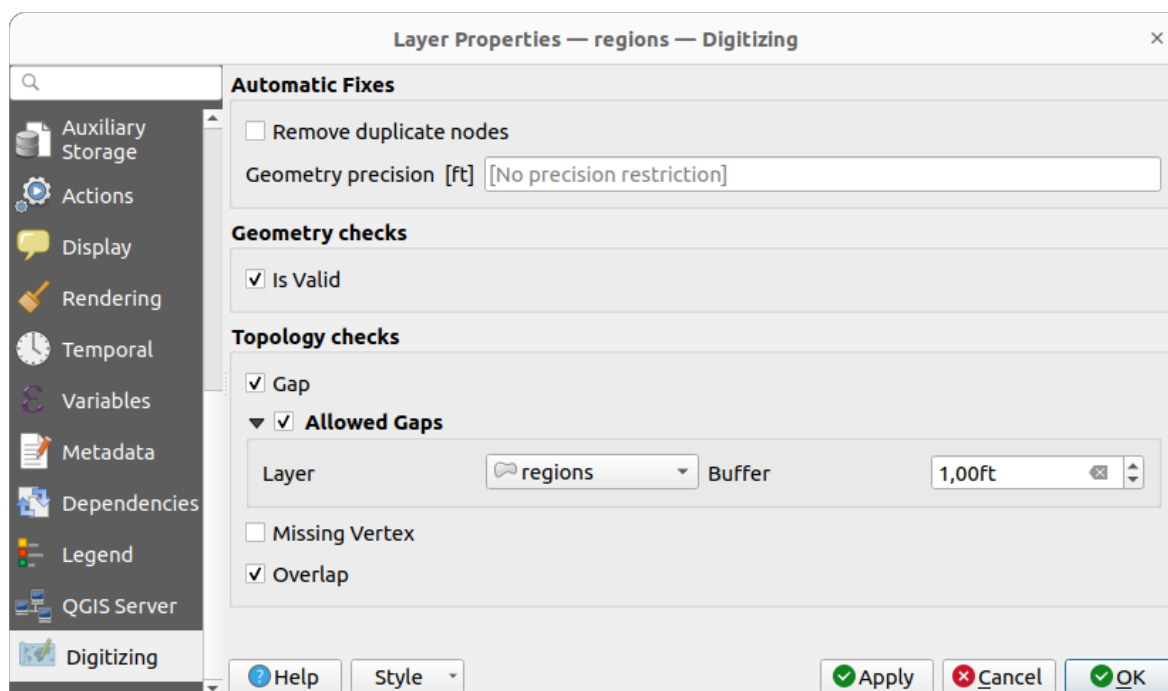 Layer Properties — regions — Digitizing
Auxiliary
Storage
Actions
Display
Rendering
Temporal
Variables
Metadata
Dependencies
Legend
QGIS Server
Digitizing
Automatic Fixes
Remove duplicate nodes
Geometry precision [ft] [No precision restriction]
Geometry checks
Is Valid
Topology checks
Gap
Allowed Gaps
Layer regions Buffer 1,00ft
Missing Vertex
Overlap
Help Style Apply Cancel OK